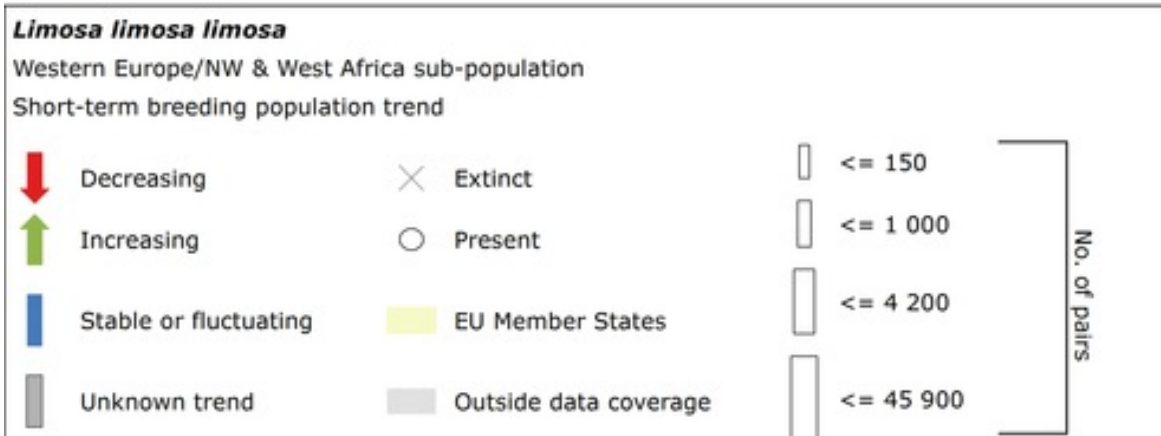 Limosa limosa limosa
Western Europe/NW & West Africa sub-population
Short-term breeding population trend
Decreasing
Extinct
<= 150
Increasing
Present
<= 1 000
Stable or fluctuating
EU Member States
<= 4 200
Unknown trend
Outside data coverage
<= 45 900
No. of pairs